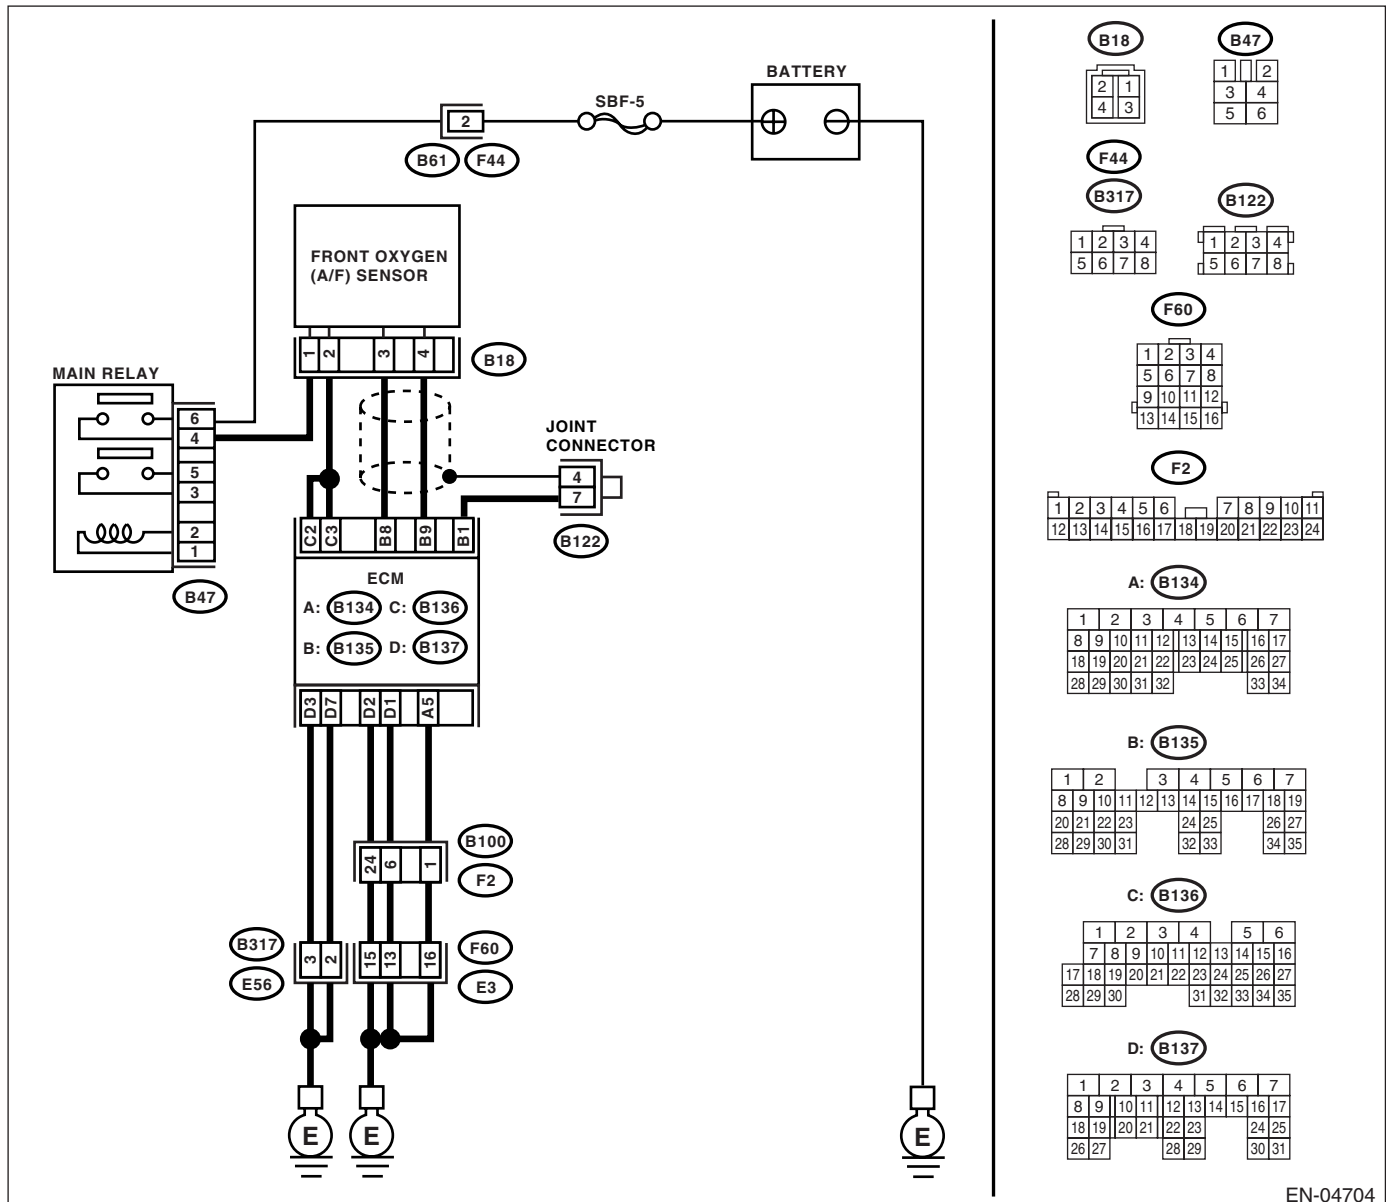 BATTERY
SBF-5
2
B61 F44
FRONT OXYGEN
(A/F) SENSOR
1 2 3 4
B18
MAIN RELAY
6
4
5
3
2
1
B47
JOINT
CONNECTOR
4
7
B122
C2 C3 B8 B9 B1
ECM
A: B134 C: B136
B: B135 D: B137
D3 D7 D2 D1 A5
B100
24 6 1
F2
B317
3 2
E56
15 13 16
F60
E3
E
E
E
B18
2 1
4 3
B47
1 2
3 4
5 6
F44
B317
1 2 3 4
5 6 7 8
B122
1 2 3 4
5 6 7 8
F60
1 2 3 4
5 6 7 8
9 10 11 12
13 14 15 16
F2
1 2 3 4 5 6 7 8 9 10 11
12 13 14 15 16 17 18 19 20 21 22 23 24
A: B134
1 2 3 4 5 6 7
8 9 10 11 12 13 14 15 16 17
18 19 20 21 22 23 24 25 26 27
28 29 30 31 32 33 34
B: B135
1 2 3 4 5 6 7
8 9 10 11 12 13 14 15 16 17 18 19
20 21 22 23 24 25 26 27
28 29 30 31 32 33 34 35
C: B136
1 2 3 4 5 6
7 8 9 10 11 12 13 14 15 16
17 18 19 20 21 22 23 24 25 26 27
28 29 30 31 32 33 34 35
D: B137
1 2 3 4 5 6 7
8 9 10 11 12 13 14 15 16 17
18 19 20 21 22 23 24 25
26 27 28 29 30 31
EN-04704